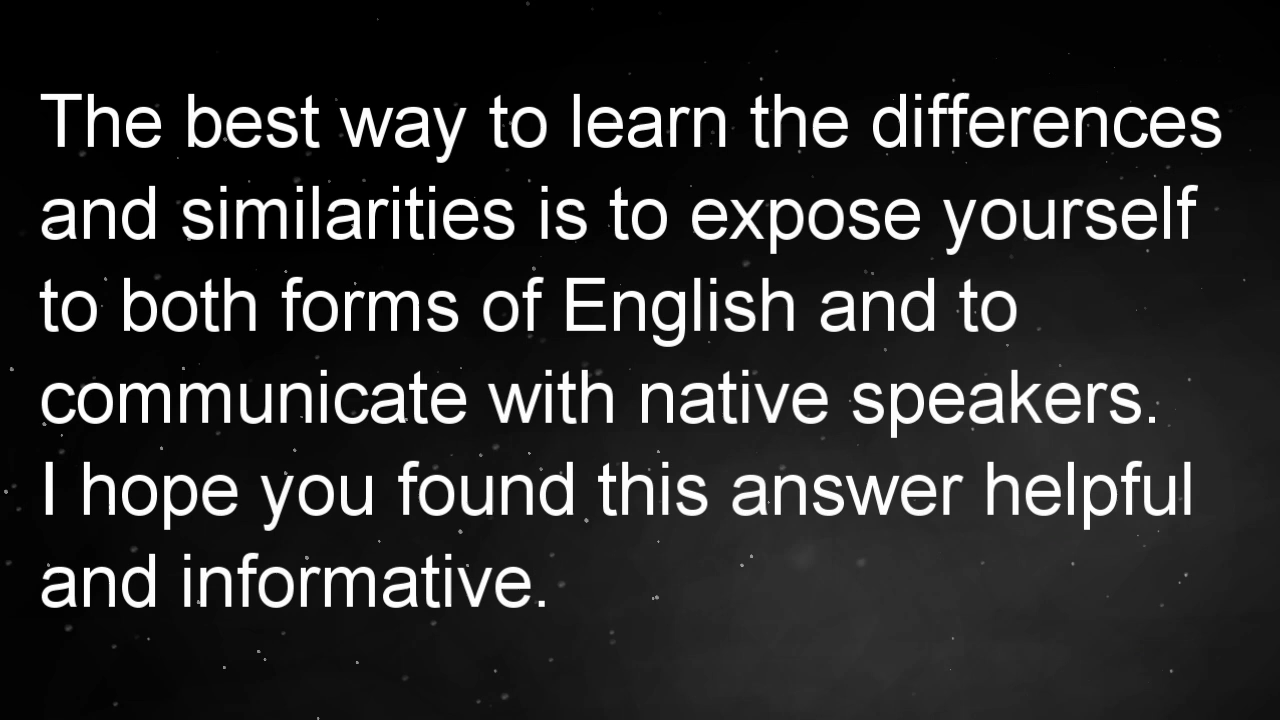 The best way to learn the differences
and similarities is to expose yourself
to both forms of English and to
communicate with native speakers.
I hope you found this answer helpful
and informative.